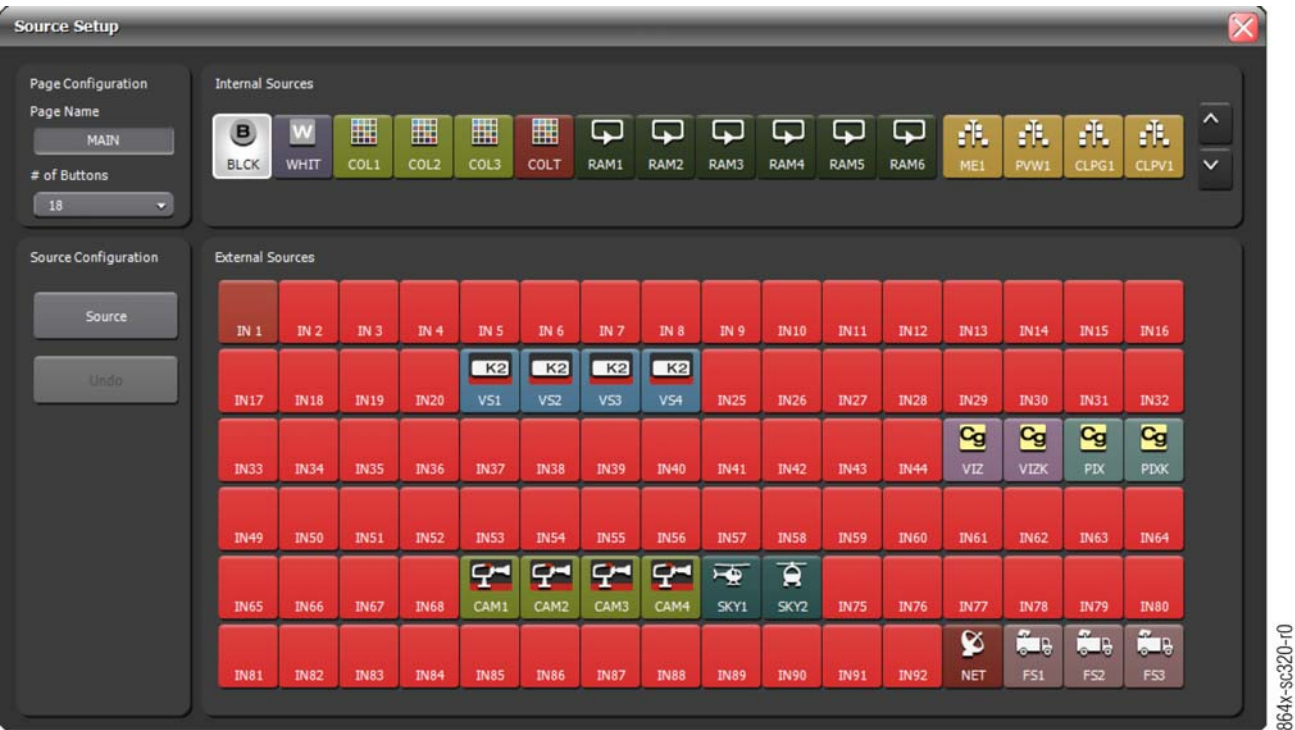 Source Setup
Page Configuration
Page Name
MAIN
# of Buttons
18
Internal Sources
B W
BLCK WHIT COL1 COL2 COL3 COLT RAM1 RAM2 RAM3 RAM4 RAM5 RAM6 ME1 PVW1 CLPG1 CLPV1
Source Configuration
Source
Undo
External Sources
IN 1 IN 2 IN 3 IN 4 IN 5 IN 6 IN 7 IN 8 IN 9 IN10 IN11 IN12 IN13 IN14 IN15 IN16
K2 K2 K2 K2
IN17 IN18 IN19 IN20 VS1 VS2 VS3 VS4 IN25 IN26 IN27 IN28 IN29 IN30 IN31 IN32
Cg Cg Cg Cg
IN33 IN34 IN35 IN36 IN37 IN38 IN39 IN40 IN41 IN42 IN43 IN44 VIZ VIZK PIX PIXK
IN49 IN50 IN51 IN52 IN53 IN54 IN55 IN56 IN57 IN58 IN59 IN60 IN61 IN62 IN63 IN64
IN65 IN66 IN67 IN68 CAM1 CAM2 CAM3 CAM4 SKY1 SKY2 IN75 IN76 IN77 IN78 IN79 IN80
IN81 IN82 IN83 IN84 IN85 IN86 IN87 IN88 IN89 IN90 IN91 IN92 NET FS1 FS2 FS3
864x-sc320-r0